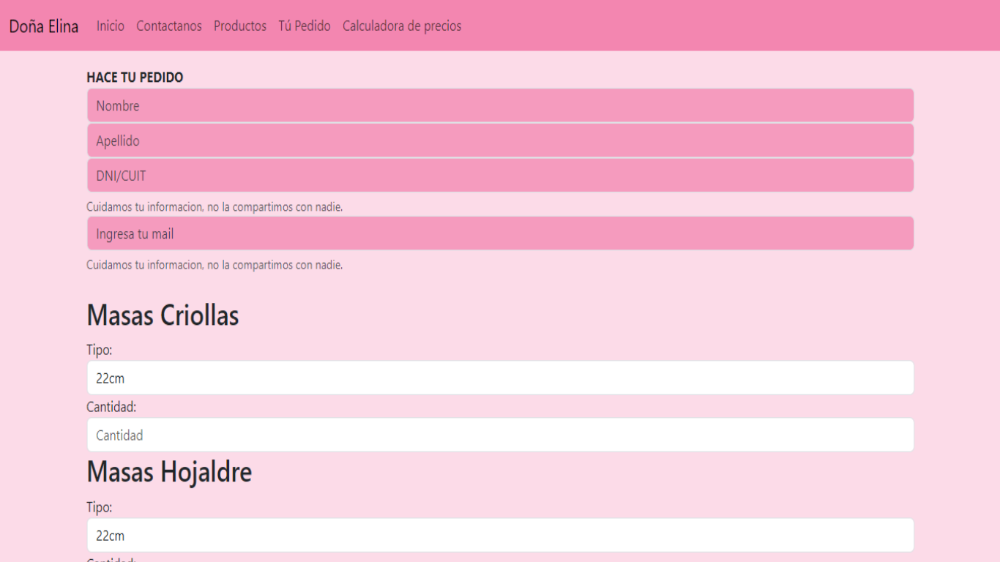 Doña Elina Inicio Contactanos Productos Tú Pedido Calculadora de precios
HACE TU PEDIDO
Nombre
Apellido
DNI/CUIT
Cuidamos tu informacion, no la compartimos con nadie.
Ingresa tu mail
Cuidamos tu informacion, no la compartimos con nadie.
Masas Criollas
Tipo:
22cm
Cantidad:
Cantidad
Masas Hojaldre
Tipo:
22cm